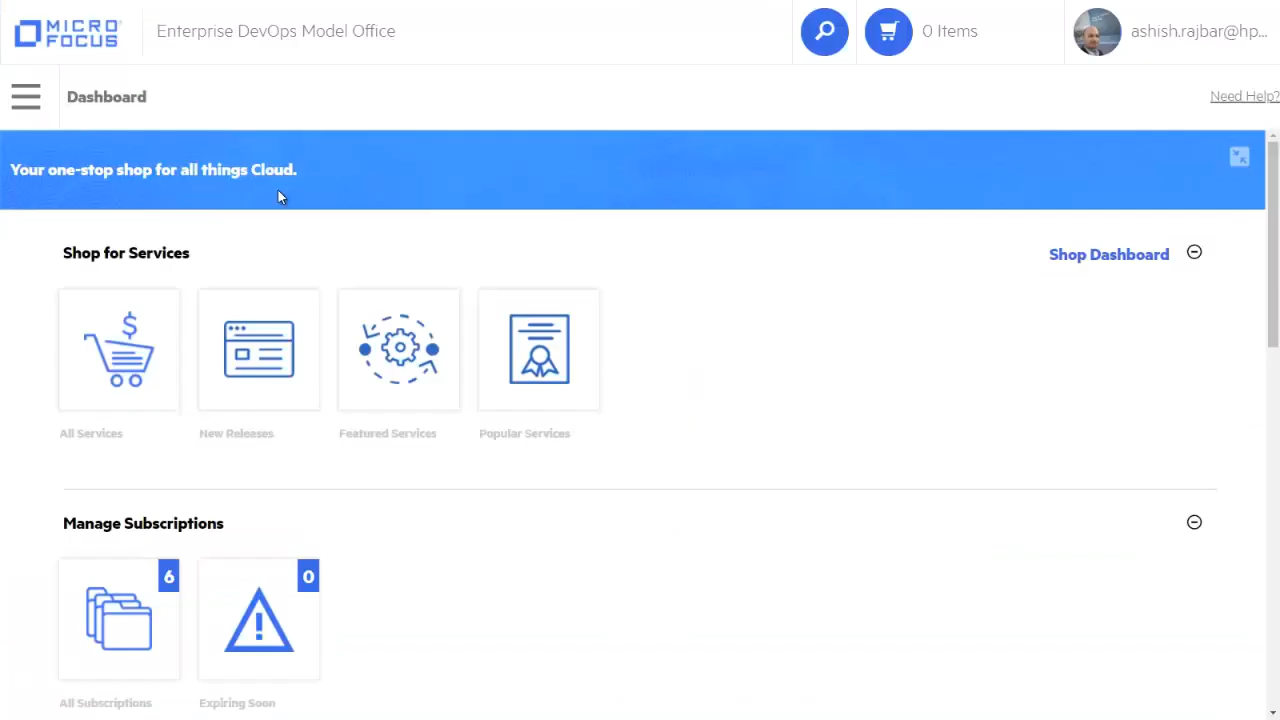 MICRO
FOCUS
Enterprise DevOps Model Office
0 Items
ashish.rajbar@hp...
Dashboard
Need Help?
Your one-stop shop for all things Cloud.
Shop for Services
Shop Dashboard
$
All Services
New Releases
Featured Services
Popular Services
Manage Subscriptions
6
0
All Subscriptions
Expiring Soon